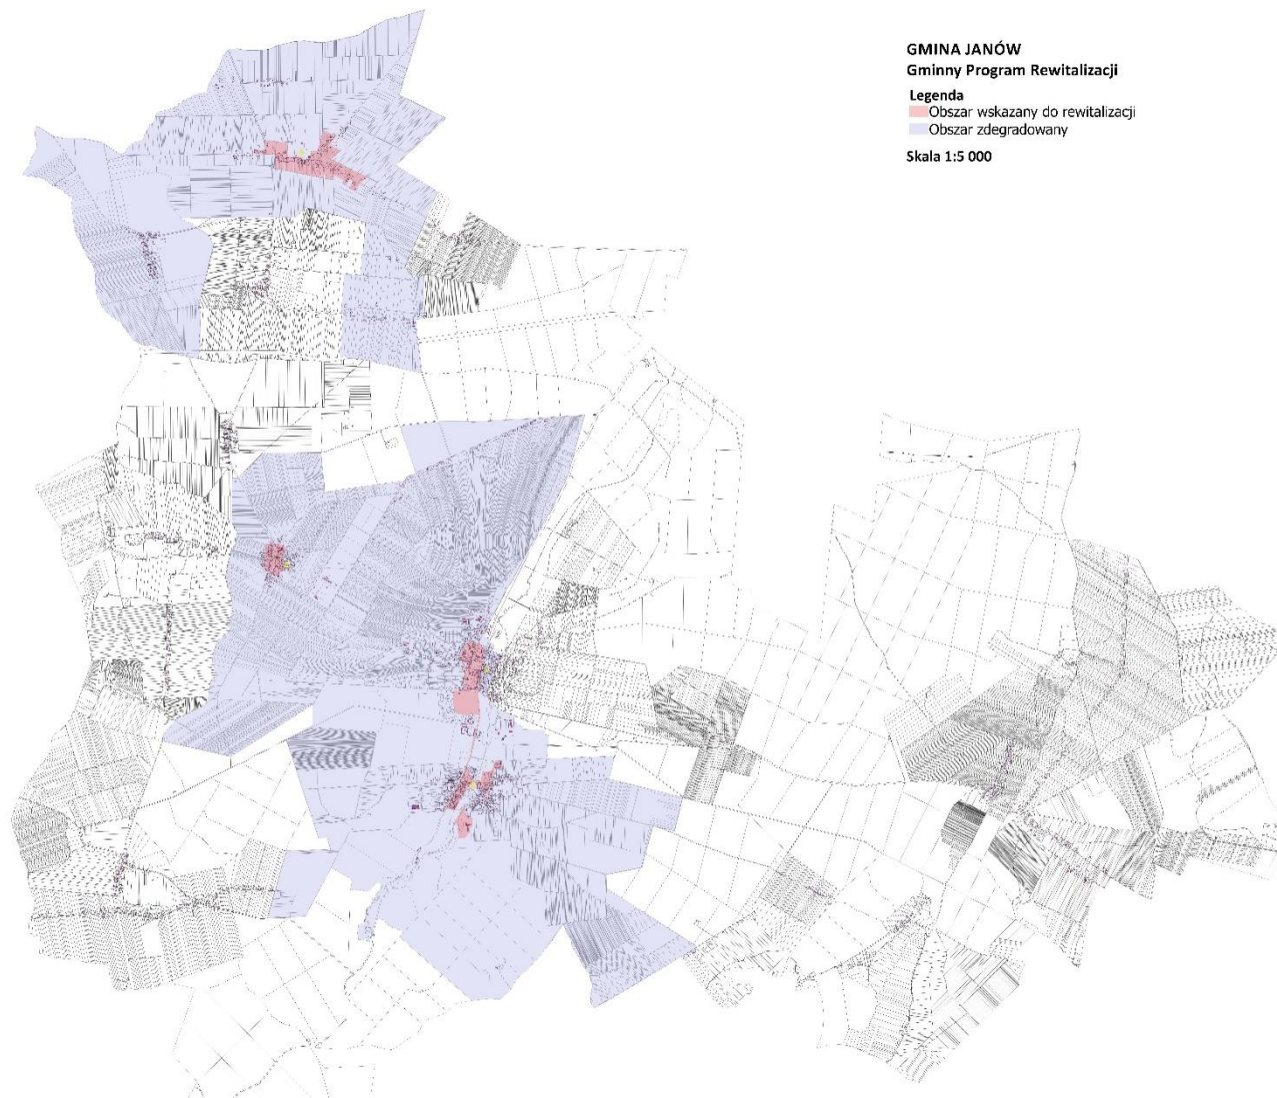 GMINA JANÓW
Gminny Program Rewitalizacji
Legenda
Obszar wskazany do rewitalizacji
Obszar zdegradowany
Skala 1:5 000